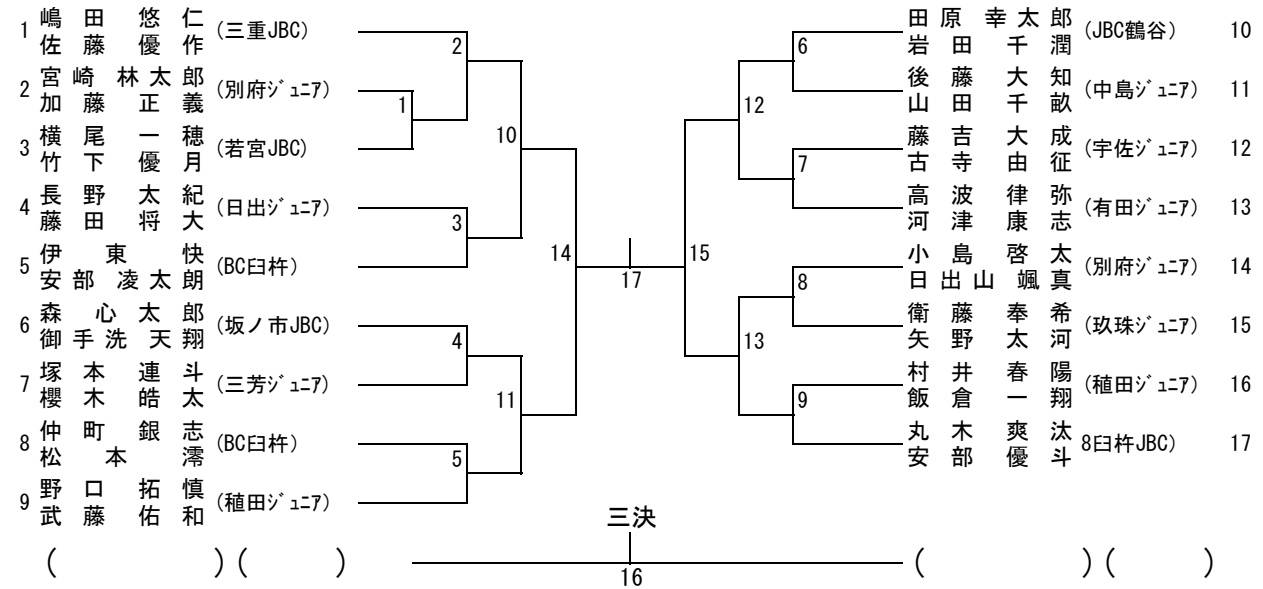 1 嶋田悠仁 (三重JBC)
佐藤優作
2 宮崎林太郎 (別府ｼﾞｭﾆｱ)
加藤正義
3 横尾一穂 (若宮JBC)
竹下優月
4 長野太紀 (日出ｼﾞｭﾆｱ)
藤田将大
5 伊東快 (BC臼杵)
安部凌太朗
6 森心太郎 (坂ノ市JBC)
御手洗天翔
7 塚本連斗 (三芳ｼﾞｭﾆｱ)
櫻木皓太
8 仲町銀志 (BC臼杵)
松本澪
9 野口拓慎 (稙田ｼﾞｭﾆｱ)
武藤佑和
2
1
10
3
14
4
11
5
17
15
12
6
7
13
8
9
田原幸太郎 (JBC鶴谷) 10
岩田千潤
後藤大知 (中島ｼﾞｭﾆｱ) 11
山田千畝
藤吉大成 (宇佐ｼﾞｭﾆｱ) 12
古寺由征
高波律弥 (有田ｼﾞｭﾆｱ) 13
河津康志
小島啓太 (別府ｼﾞｭﾆｱ) 14
日出山颯真
衛藤奉希 (玖珠ｼﾞｭﾆｱ) 15
矢野太河
村井春陽 (稙田ｼﾞｭﾆｱ) 16
飯倉一翔
丸木爽汰 8臼杵JBC) 17
安部優斗
三決
( )( ) 16 ( )( )